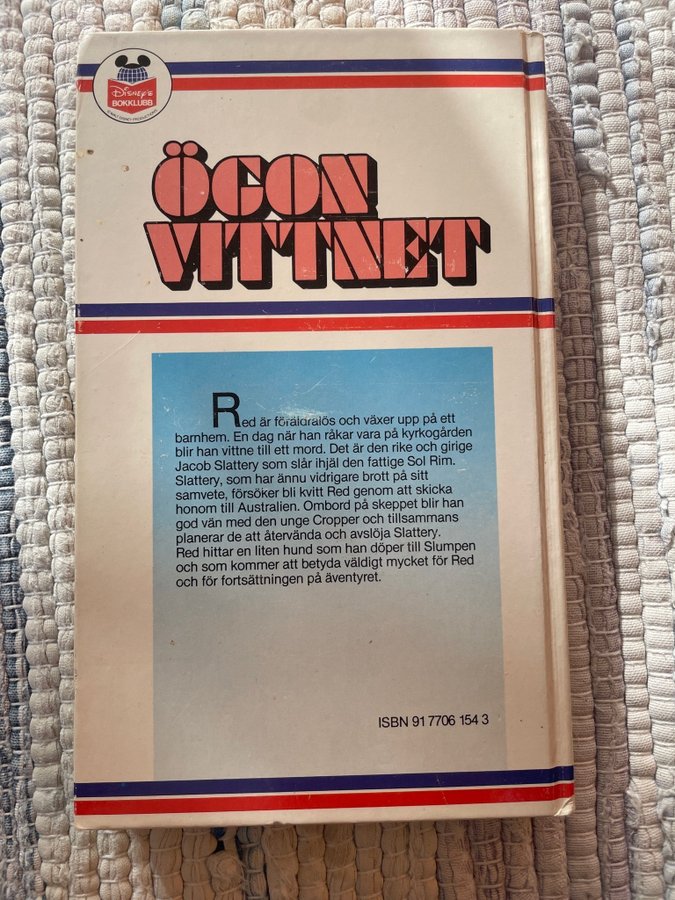 Disney's
BOKKLUBB
ÖGON
VITTNET
Red är föräldralös och växer upp på ett
barnhem. En dag när han råkar vara på kyrkogården
blir han vittne till ett mord. Det är den rike och girige
Jacob Slattery som slår ihjäl den fattige Sol Rim.
Slattery, som har ännu vidrigare brott på sitt
samvete, försöker bli kvitt Red genom att skicka
honom till Australien. Ombord på skeppet blir han
god vän med den unge Cropper och tillsammans
planerar de att återvända och avslöja Slattery.
Red hittar en liten hund som han döper till Slumpen
och som kommer att betyda väldigt mycket för Red
och för fortsättningen på äventyret.
ISBN 91 7706 154 3